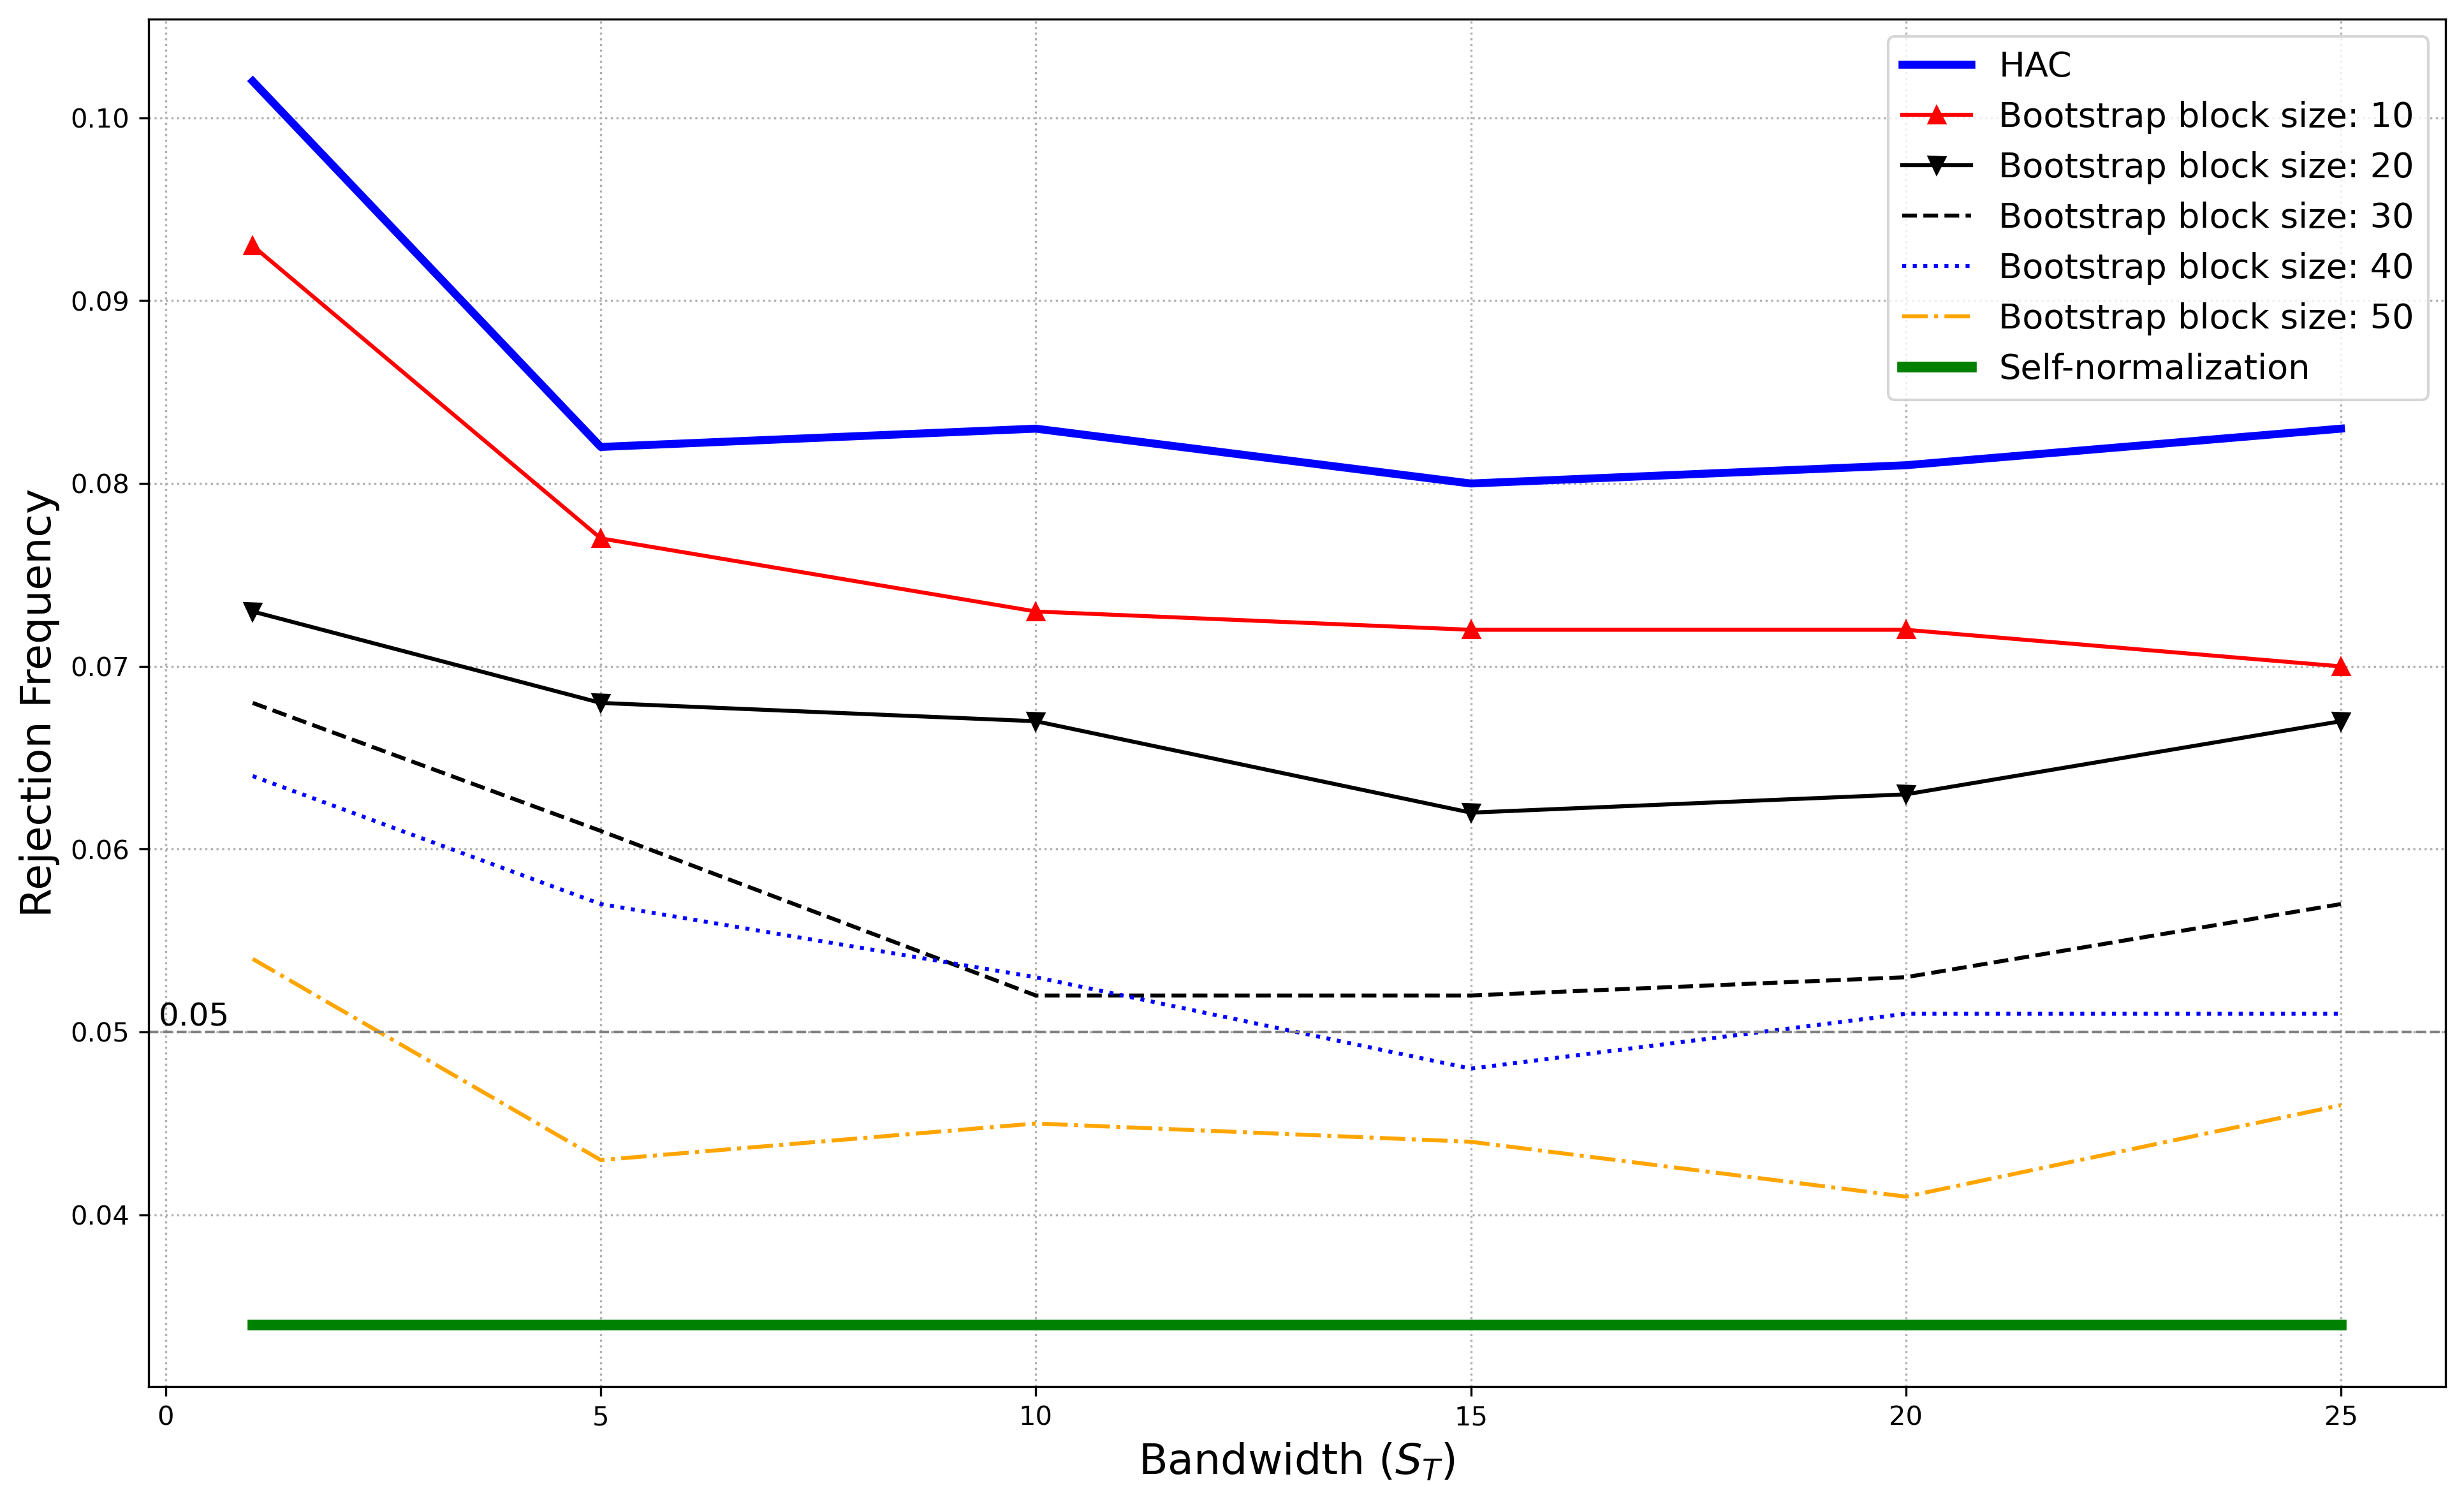 HAC
Bootstrap block size: 10
Bootstrap block size: 20
Bootstrap block size: 30
Bootstrap block size: 40
Bootstrap block size: 50
Self-normalization
Rejection Frequency
0.10
0.09
0.08
0.07
0.06
0.05
0.05
0.04
0
5
10
15
20
25
Bandwidth (S_T)